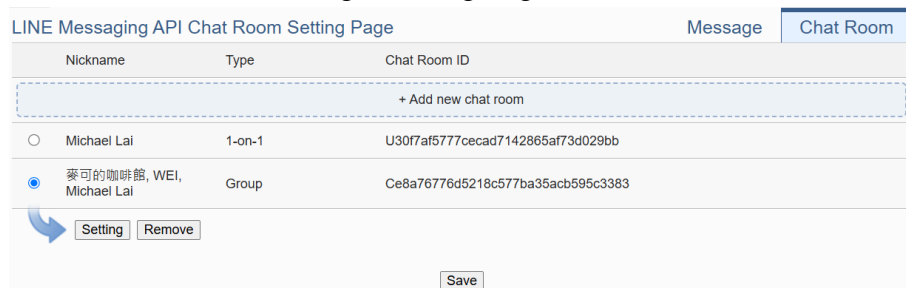 LINE Messaging API Chat Room Setting Page Message Chat Room
Nickname Type Chat Room ID
+ Add new chat room
Michael Lai 1-on-1 U30f7af5777cecad7142865af73d029bb
麥可的咖啡館, WEI,
Michael Lai Group Ce8a76776d5218c577ba35acb595c3383
Setting Remove
Save